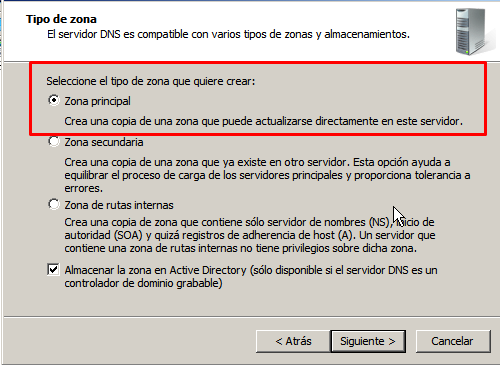 Tipo de zona
El servidor DNS es compatible con varios tipos de zonas y almacenamientos.
Seleccione el tipo de zona que quiere crear:
Zona principal
Crea una copia de una zona que puede actualizarse directamente en este servidor.
Zona secundaria
Crea una copia de una zona que ya existe en otro servidor. Esta opción ayuda a
equilibrar el proceso de carga de los servidores principales y proporciona tolerancia a
errores.
Zona de rutas internas
Crea una copia de zona que contiene sólo servidor de nombres (NS), inicio de
autoridad (SOA) y quizá registros de adherencia de host (A). Un servidor que
contiene una zona de rutas internas no tiene privilegios sobre dicha zona.
Almacenar la zona en Active Directory (sólo disponible si el servidor DNS es un
controlador de dominio grabable)
< Atrás
Siguiente >
Cancelar